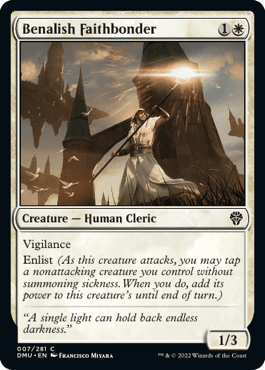 Benalish Faithbonder 1
Creature — Human Cleric
Vigilance
Enlist (As this creature attacks, you may
tap a nonattacking creature you control without
summoning sickness. When you do, add its
power to this creature's until end of turn.)
"A single light can hold back endless
darkness."
1/3
007/281 C
DMU • EN Francisco Miyara
™ & © 2022 Wizards of the Coast